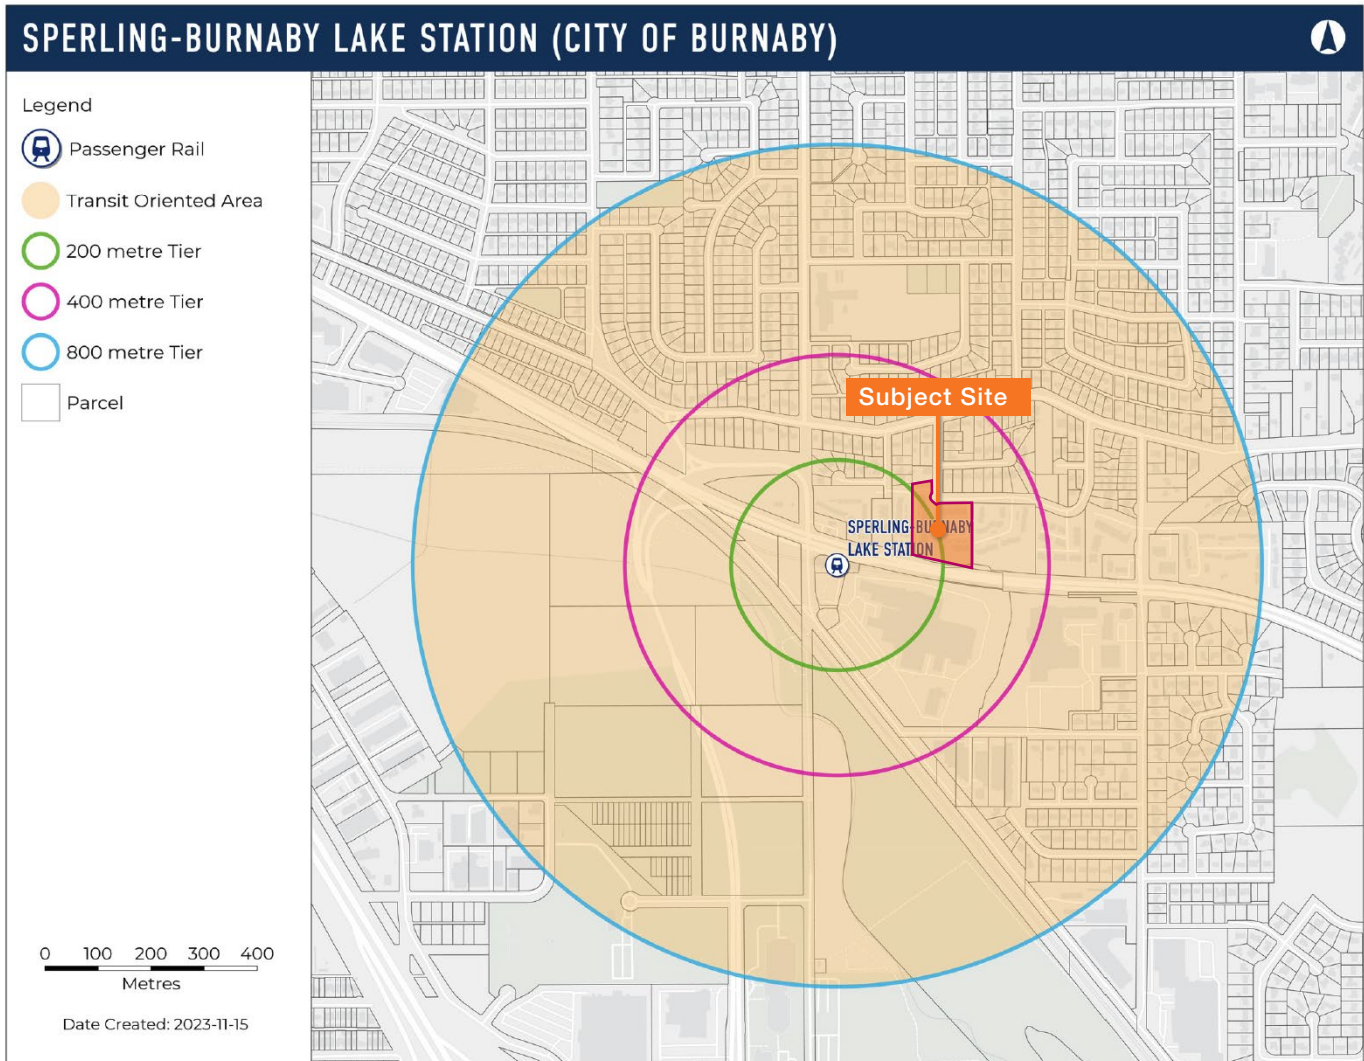 SPERLING-BURNABY LAKE STATION (CITY OF BURNABY)
Legend
Passenger Rail
Transit Oriented Area
200 metre Tier
400 metre Tier
800 metre Tier
Parcel
Subject Site
SPERLING-BURNABY
LAKE STATION
0 100 200 300 400
Metres
Date Created: 2023-11-15